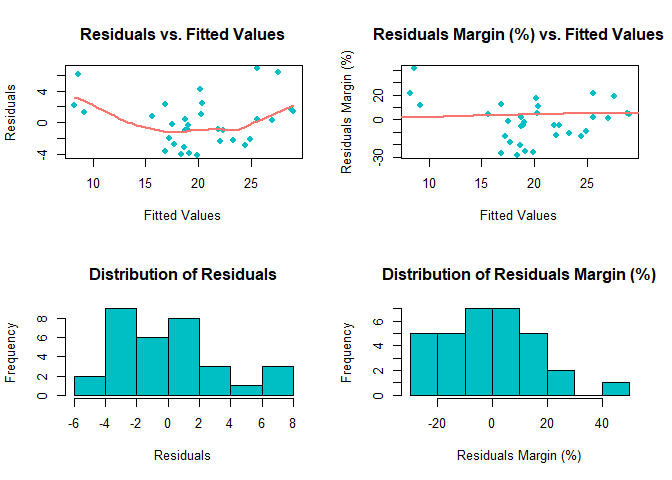 Residuals vs. Fitted Values
Residuals
4
0
-4
10 15 20 25
Fitted Values
Residuals Margin (%) vs. Fitted Values
Residuals Margin (%)
20
0
-30
10 15 20 25
Fitted Values
Distribution of Residuals
Frequency
8
6
4
2
0
-6 -4 -2 0 2 4 6 8
Residuals
Distribution of Residuals Margin (%)
Frequency
6
4
2
0
-20 0 20 40
Residuals Margin (%)